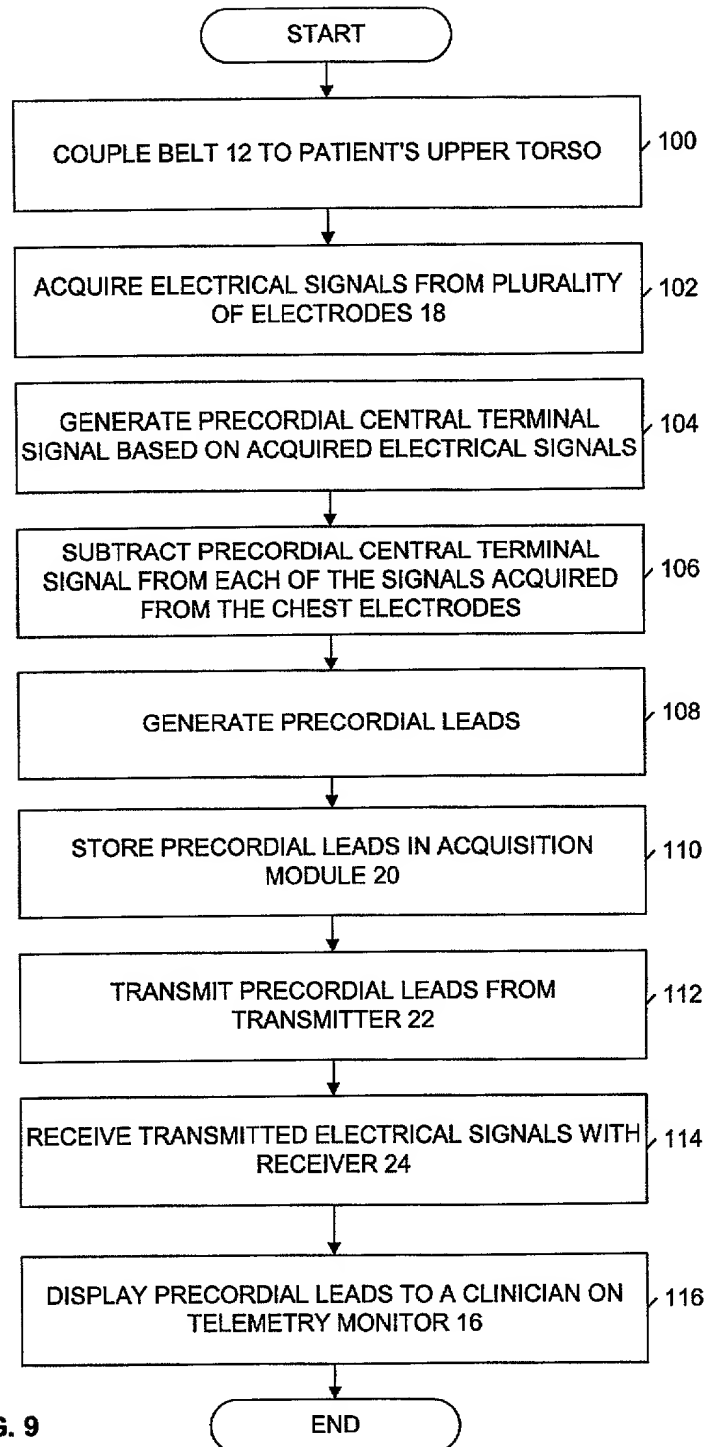 START
COUPLE BELT 12 TO PATIENT'S UPPER TORSO
100
ACQUIRE ELECTRICAL SIGNALS FROM PLURALITY
OF ELECTRODES 18
102
GENERATE PRECORDIAL CENTRAL TERMINAL
SIGNAL BASED ON ACQUIRED ELECTRICAL SIGNALS
104
SUBTRACT PRECORDIAL CENTRAL TERMINAL
SIGNAL FROM EACH OF THE SIGNALS ACQUIRED
FROM THE CHEST ELECTRODES
106
GENERATE PRECORDIAL LEADS
108
STORE PRECORDIAL LEADS IN ACQUISITION
MODULE 20
110
TRANSMIT PRECORDIAL LEADS FROM
TRANSMITTER 22
112
RECEIVE TRANSMITTED ELECTRICAL SIGNALS WITH
RECEIVER 24
114
DISPLAY PRECORDIAL LEADS TO A CLINICIAN ON
TELEMETRY MONITOR 16
116
END
G. 9